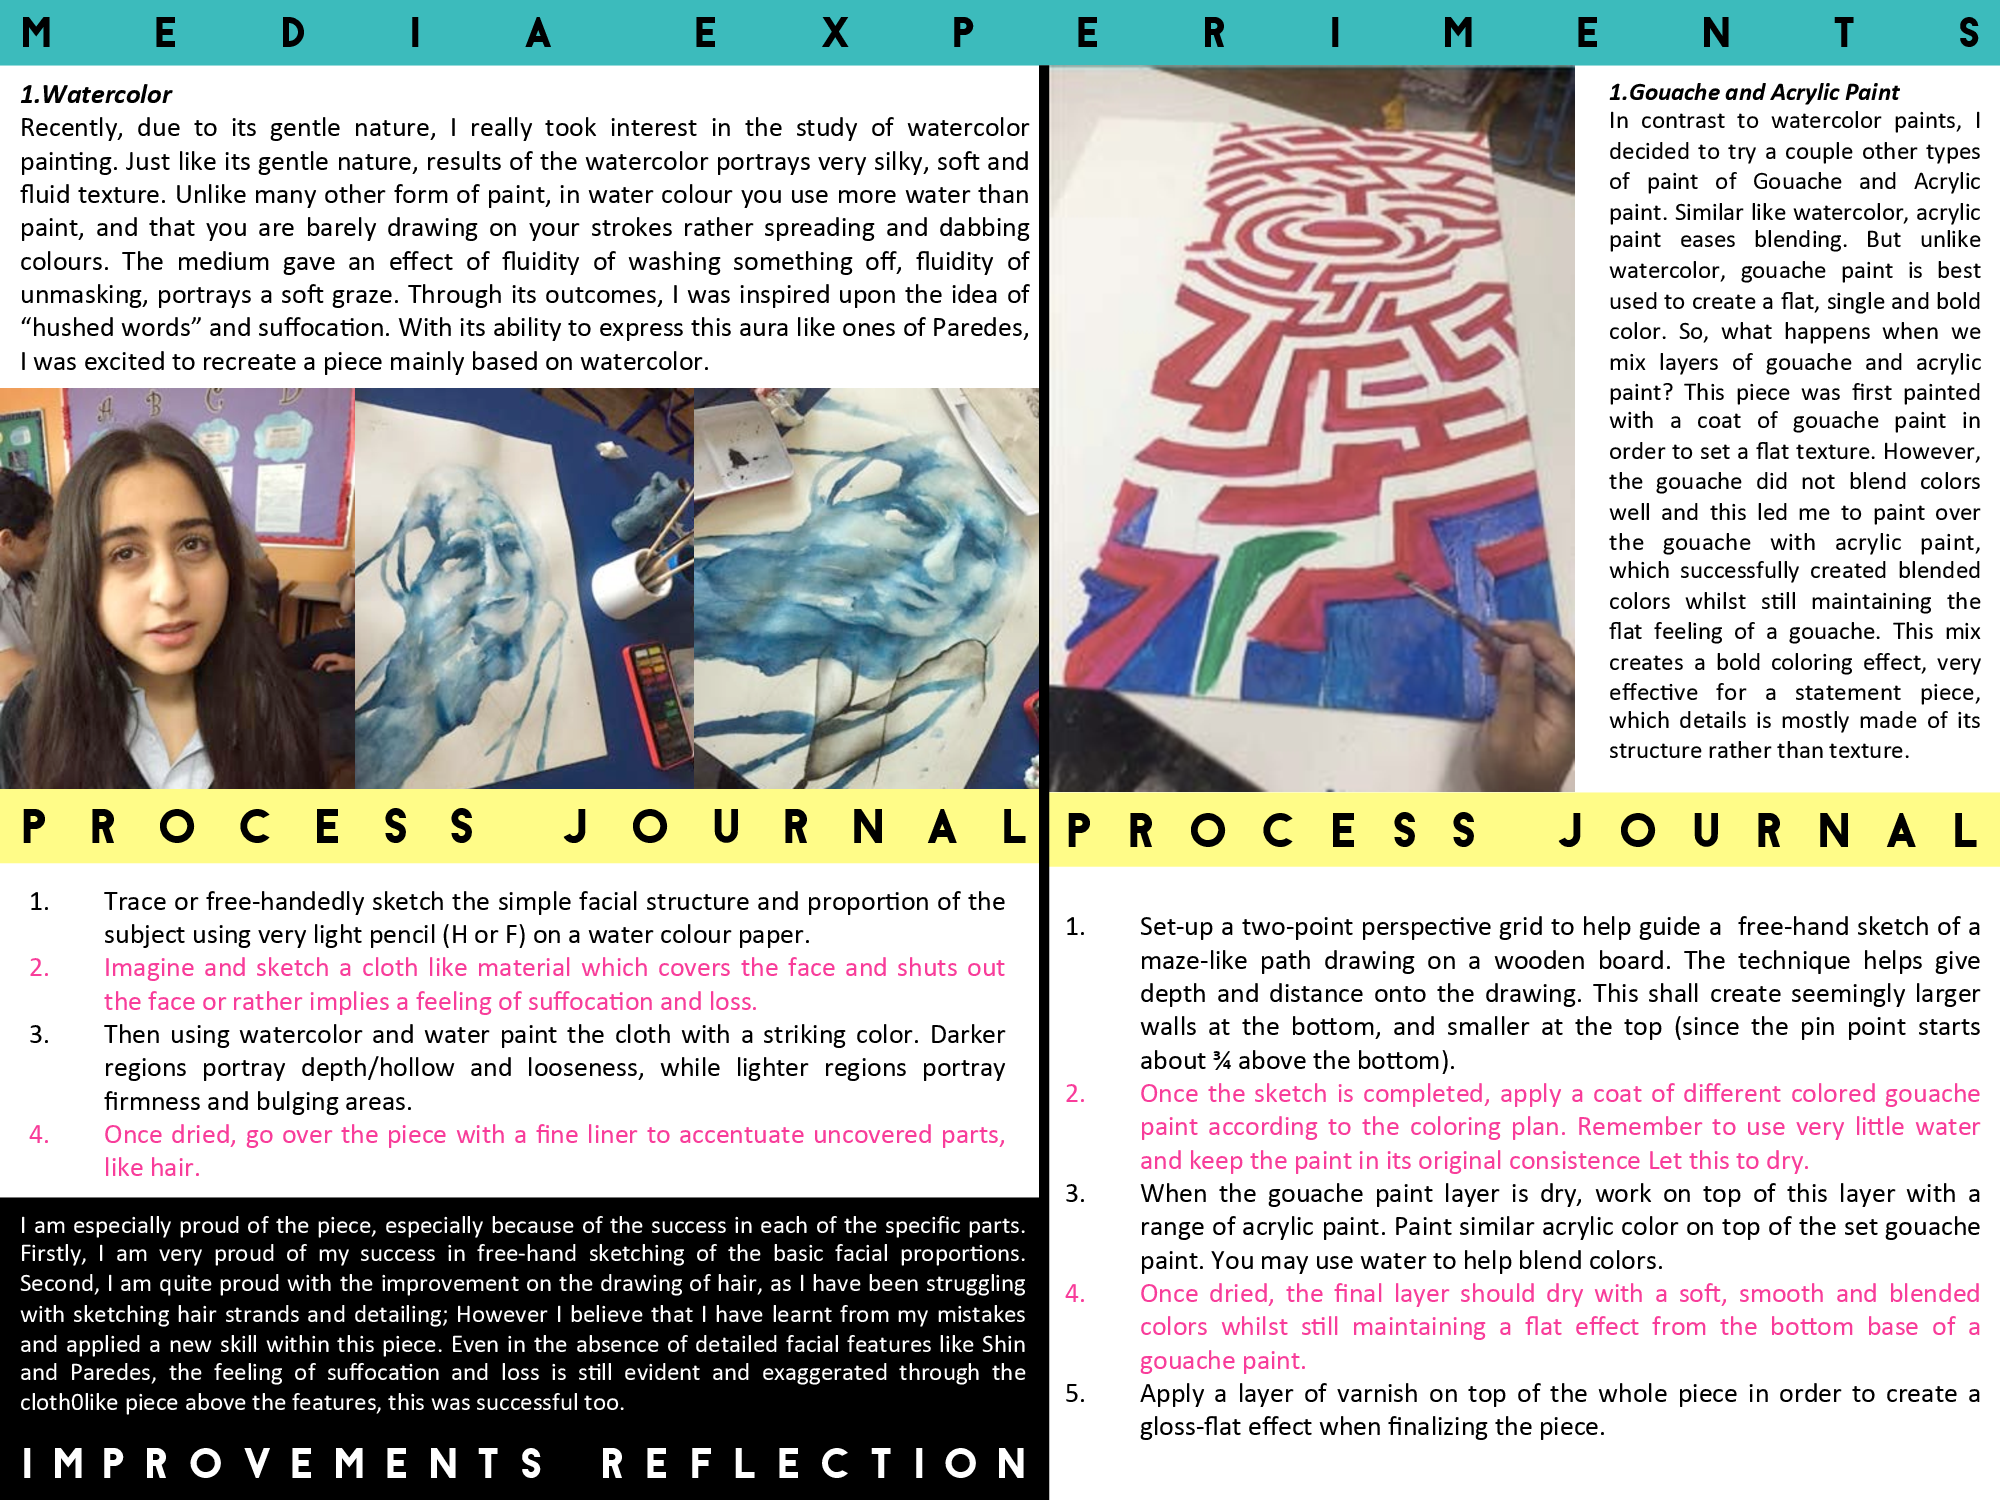 MEDIA EXPERIMENTS
1.Watercolor
Recently, due to its gentle nature, I really took interest in the study of watercolor
painting. Just like its gentle nature, results of the watercolor portrays very silky, soft and
fluid texture. Unlike many other form of paint, in water colour you use more water than
paint, and that you are barely drawing on your strokes rather spreading and dabbing
colours. The medium gave an effect of fluidity of washing something off, fluidity of
unmasking, portrays a soft graze. Through its outcomes, I was inspired upon the idea of
“hushed words” and suffocation. With its ability to express this aura like ones of Paredes,
I was excited to recreate a piece mainly based on watercolor.
A B C D
PROCESS JOURNAL
1. Trace or free-handedly sketch the simple facial structure and proportion of the
subject using very light pencil (H or F) on a water colour paper.
2. Imagine and sketch a cloth like material which covers the face and shuts out
the face or rather implies a feeling of suffocation and loss.
3. Then using watercolor and water paint the cloth with a striking color. Darker
regions portray depth/hollow and looseness, while lighter regions portray
firmness and bulging areas.
4. Once dried, go over the piece with a fine liner to accentuate uncovered parts,
like hair.
I am especially proud of the piece, especially because of the success in each of the specific parts.
Firstly, I am very proud of my success in free-hand sketching of the basic facial proportions.
Second, I am quite proud with the improvement on the drawing of hair, as I have been struggling
with sketching hair strands and detailing; However I believe that I have learnt from my mistakes
and applied a new skill within this piece. Even in the absence of detailed facial features like Shin
and Paredes, the feeling of suffocation and loss is still evident and exaggerated through the
cloth0like piece above the features, this was successful too.
IMPROVEMENTS REFLECTION
1.Gouache and Acrylic Paint
In contrast to watercolor paints, I
decided to try a couple other types
of paint of Gouache and Acrylic
paint. Similar like watercolor, acrylic
paint eases blending. But unlike
watercolor, gouache paint is best
used to create a flat, single and bold
color. So, what happens when we
mix layers of gouache and acrylic
paint? This piece was first painted
with a coat of gouache paint in
order to set a flat texture. However,
the gouache did not blend colors
well and this led me to paint over
the gouache with acrylic paint,
which successfully created blended
colors whilst still maintaining the
flat feeling of a gouache. This mix
creates a bold coloring effect, very
effective for a statement piece,
which details is mostly made of its
structure rather than texture.
PROCESS JOURNAL
1. Set-up a two-point perspective grid to help guide a free-hand sketch of a
maze-like path drawing on a wooden board. The technique helps give
depth and distance onto the drawing. This shall create seemingly larger
walls at the bottom, and smaller at the top (since the pin point starts
about ¾ above the bottom).
2. Once the sketch is completed, apply a coat of different colored gouache
paint according to the coloring plan. Remember to use very little water
and keep the paint in its original consistence Let this to dry.
3. When the gouache paint layer is dry, work on top of this layer with a
range of acrylic paint. Paint similar acrylic color on top of the set gouache
paint. You may use water to help blend colors.
4. Once dried, the final layer should dry with a soft, smooth and blended
colors whilst still maintaining a flat effect from the bottom base of a
gouache paint.
5. Apply a layer of varnish on top of the whole piece in order to create a
gloss-flat effect when finalizing the piece.